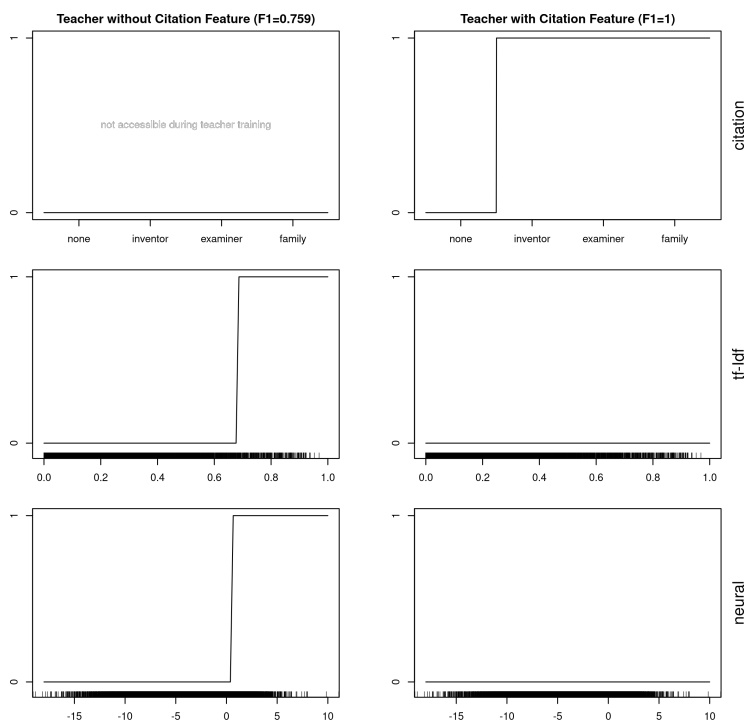 Teacher without Citation Feature (F1=0.759)
Teacher with Citation Feature (F1=1)
1
not accessible during teacher training
0
none inventor examiner family
1
0
none inventor examiner family
citation
1
0
0.0 0.2 0.4 0.6 0.8 1.0
1
0
0.0 0.2 0.4 0.6 0.8 1.0
tf-Idf
1
0
-15 -10 -5 0 5 10
1
0
-15 -10 -5 0 5 10
neural